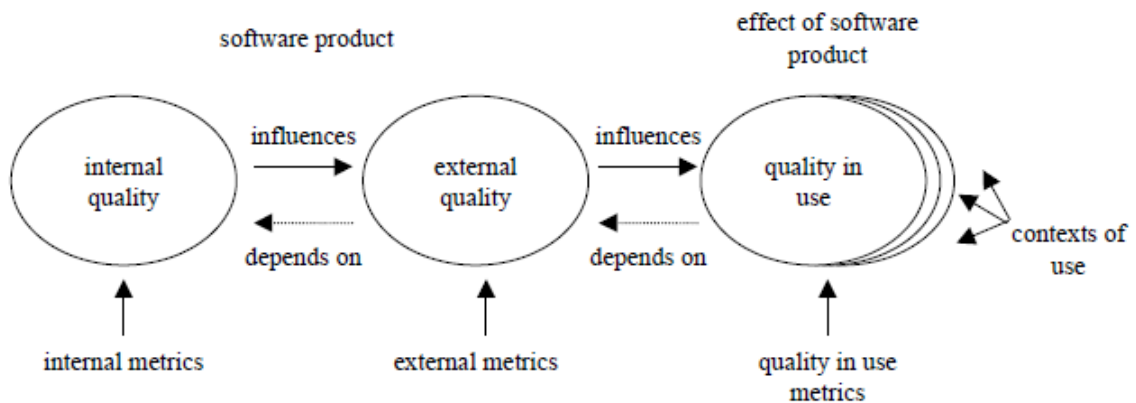 software product
effect of software
product
influences
influences
internal
quality
external
quality
quality in
use
depends on
depends on
contexts of
use
internal metrics
external metrics
quality in use
metrics